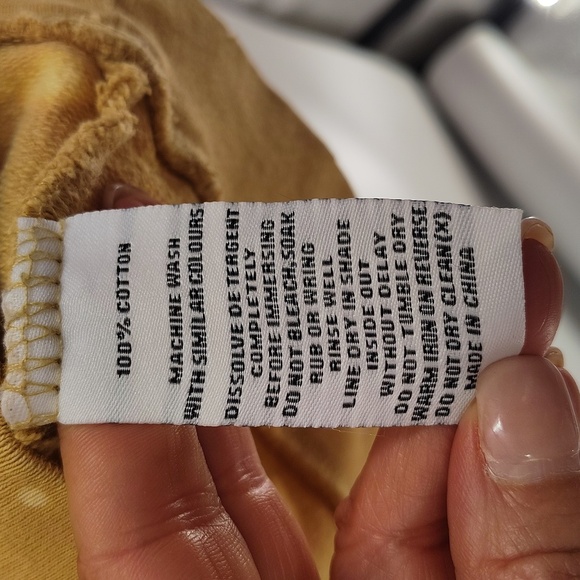 100% COTTON
MACHINE WASH
WITH SIMILAR COLOURS
DISSOLVE DETERGENT
COMPLETELY
BEFORE IMMERSING
DO NOT BLEACH, SOAK
RUB OR WRING
RINSE WELL
LINE DRY IN SHADE
INSIDE OUT
WITHOUT DELAY
DO NOT TUMBLE DRY
WARM IRON ON REVERSE
DO NOT DRY CLEAN(X)
MADE IN CHINA